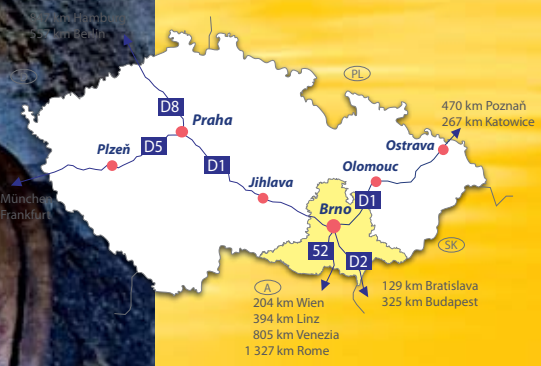 km Hamburg
km Berlin
PL
470 km Poznaň
267 km Katowice
D8
Praha
Plzeň
D5
D1
Ostrava
Olomouc
Jihlava
D1
München
Frankfurt
Brno
52
D2
SK
A
129 km Bratislava
325 km Budapest
204 km Wien
394 km Linz
805 km Venezia
1 327 km Rome